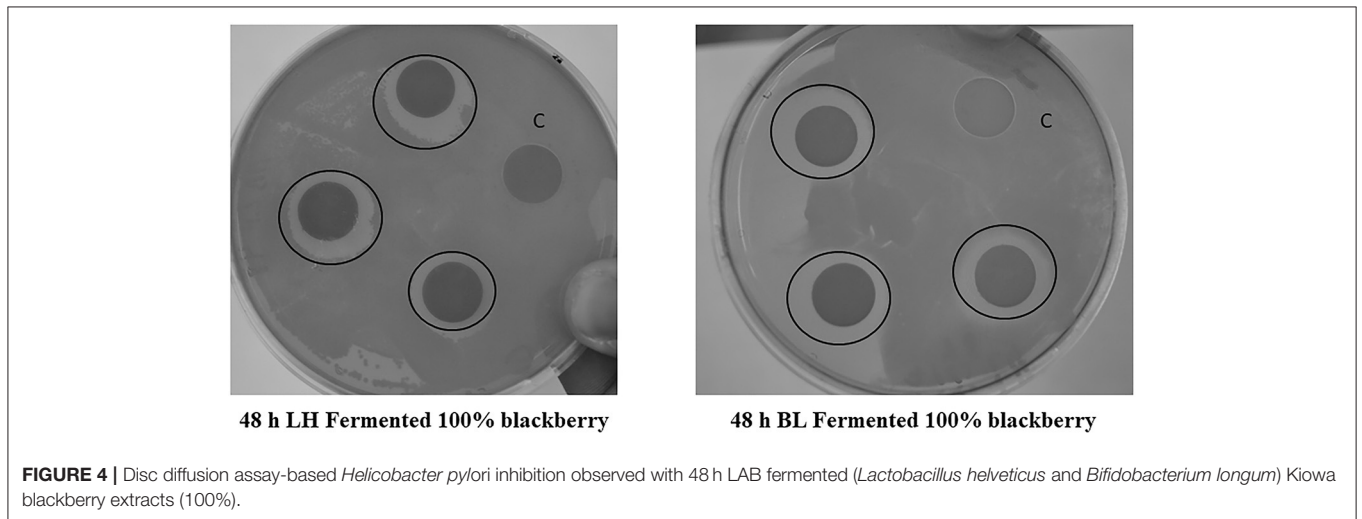 C
C
48 h LH Fermented 100% blackberry
48 h BL Fermented 100% blackberry
FIGURE 4 | Disc diffusion assay-based Helicobacter pylori inhibition observed with 48 h LAB fermented (Lactobacillus helveticus and Bifidobacterium longum) Kiowa
blackberry extracts (100%).